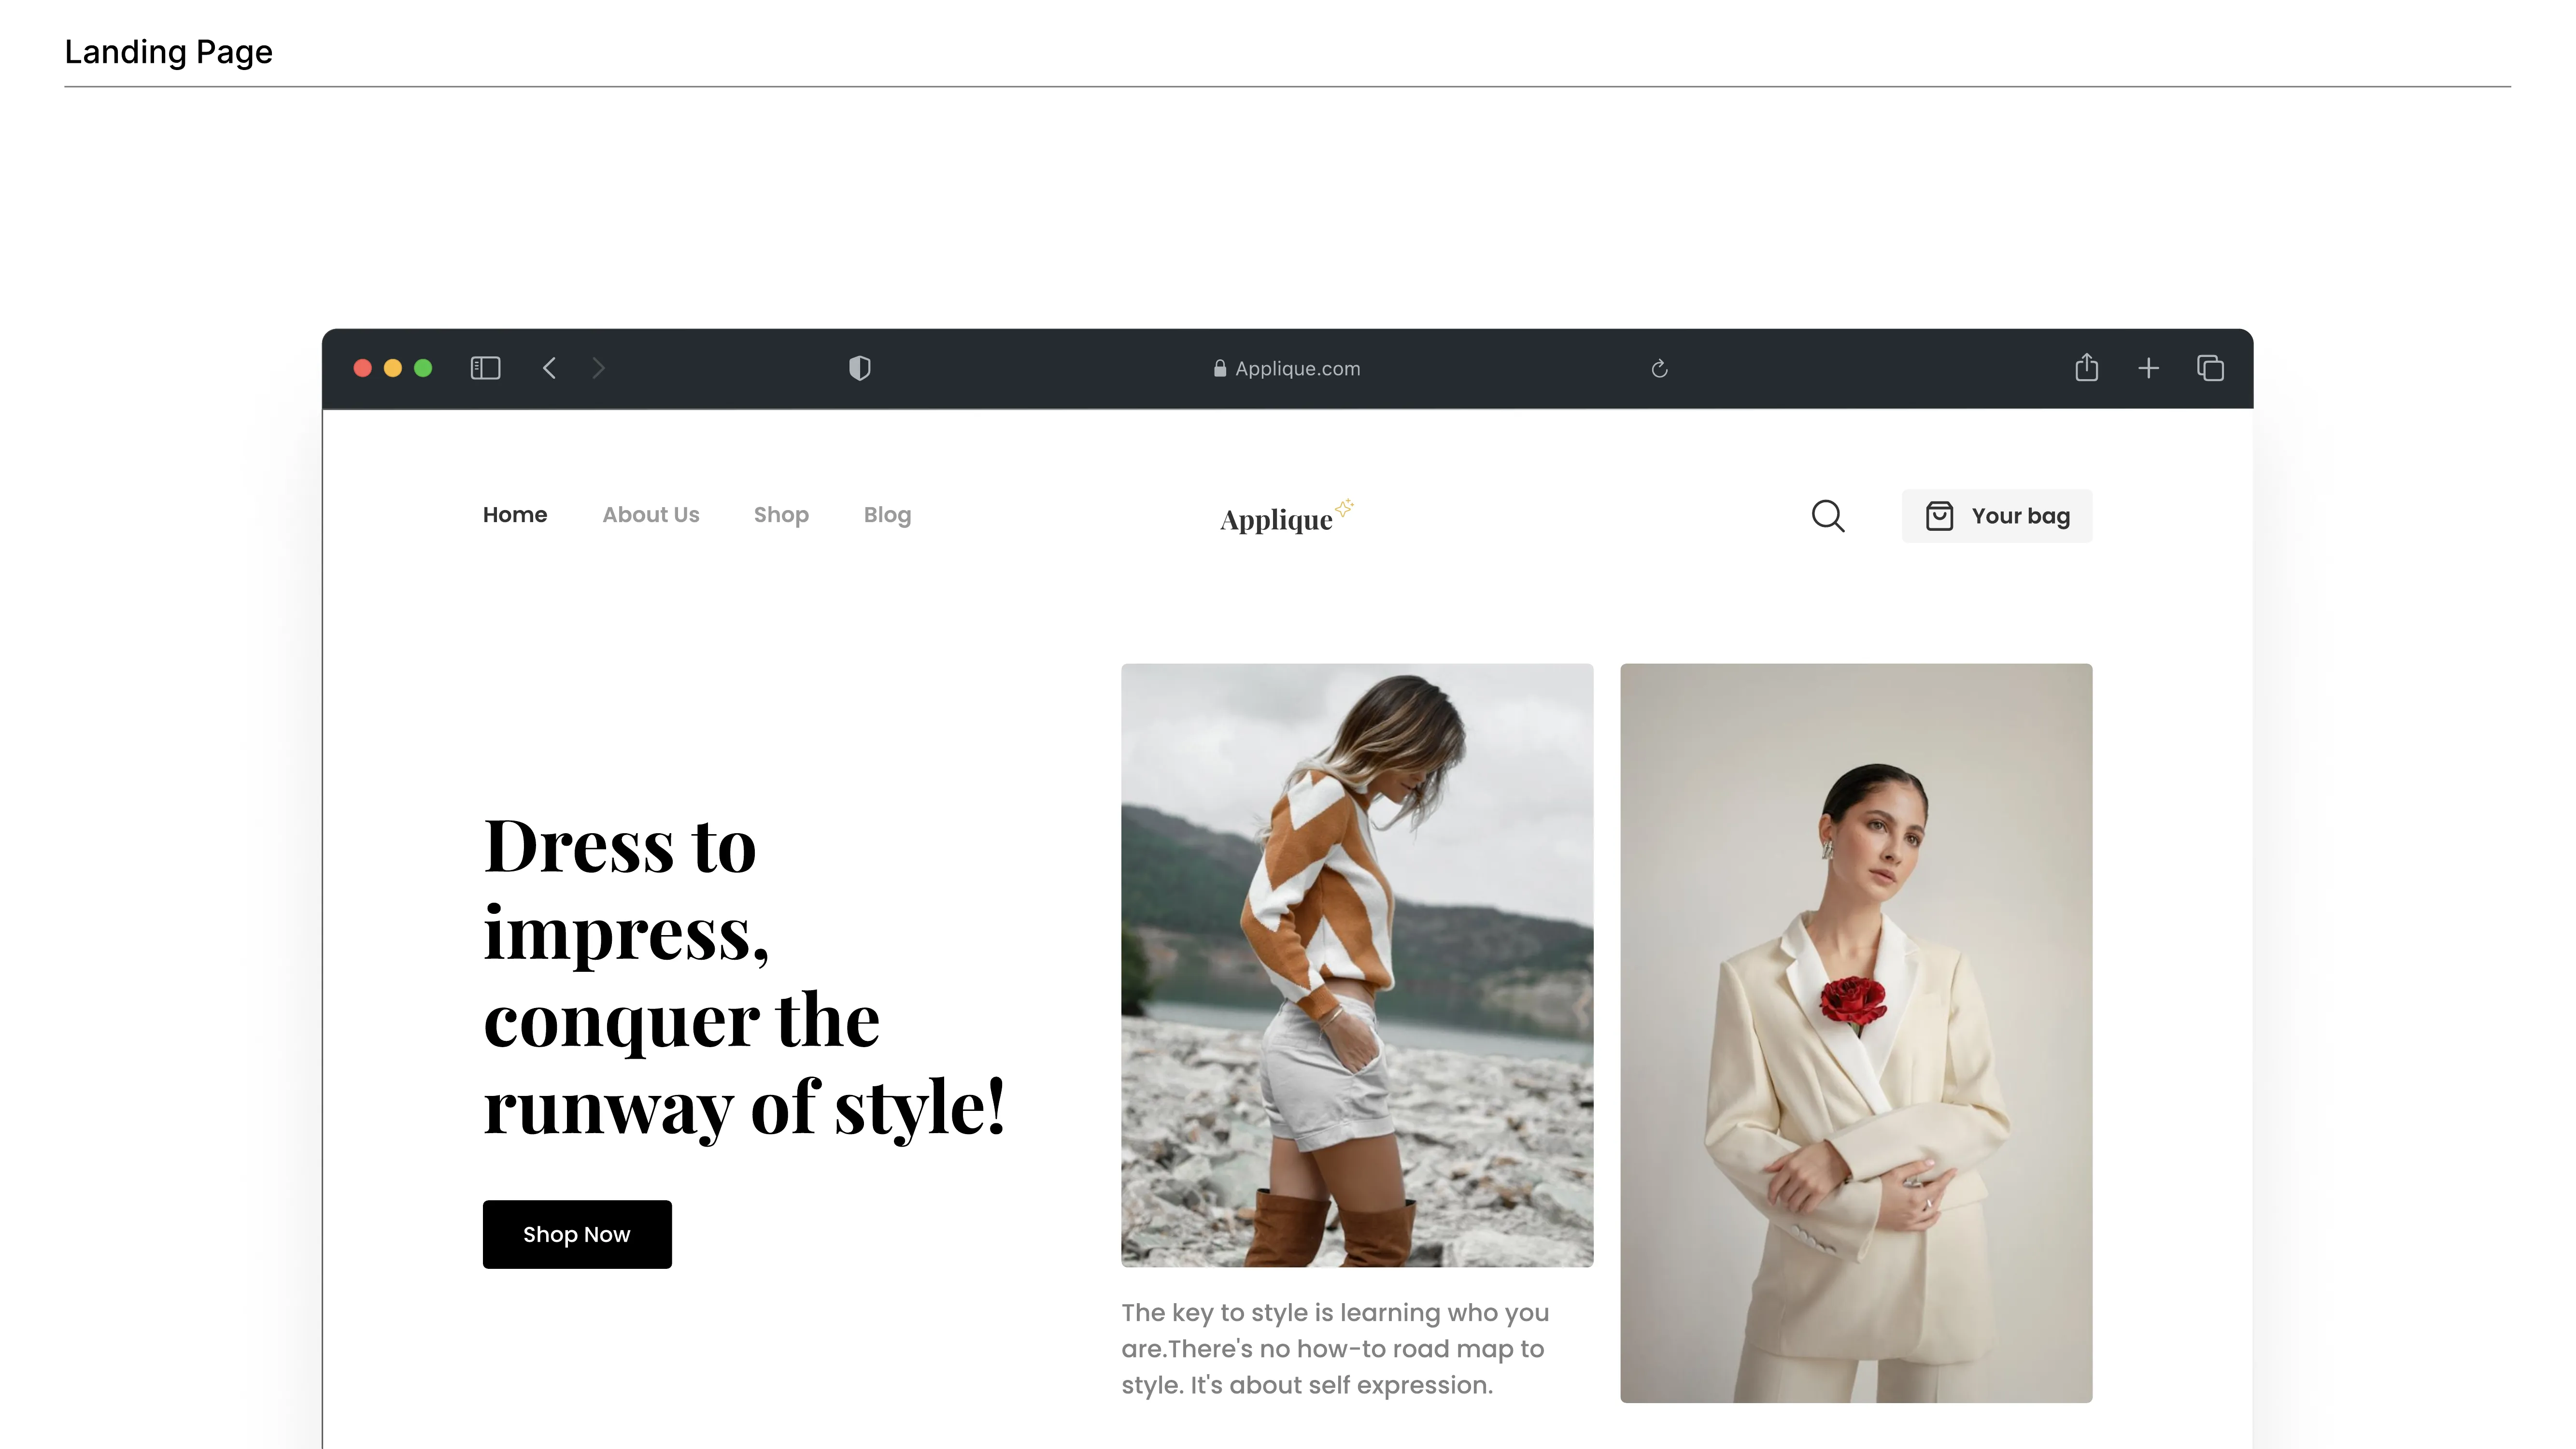 Landing Page
Applique.com
Home About Us Shop Blog
Applique
Your bag
Dress to
impress,
conquer the
runway of style!
Shop Now
The key to style is learning who you
are.There's no how-to road map to
style. It's about self expression.